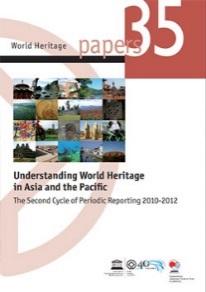 World Heritage papers 35
Understanding World Heritage
in Asia and the Pacific
The Second Cycle of Periodic Reporting 2010-2012